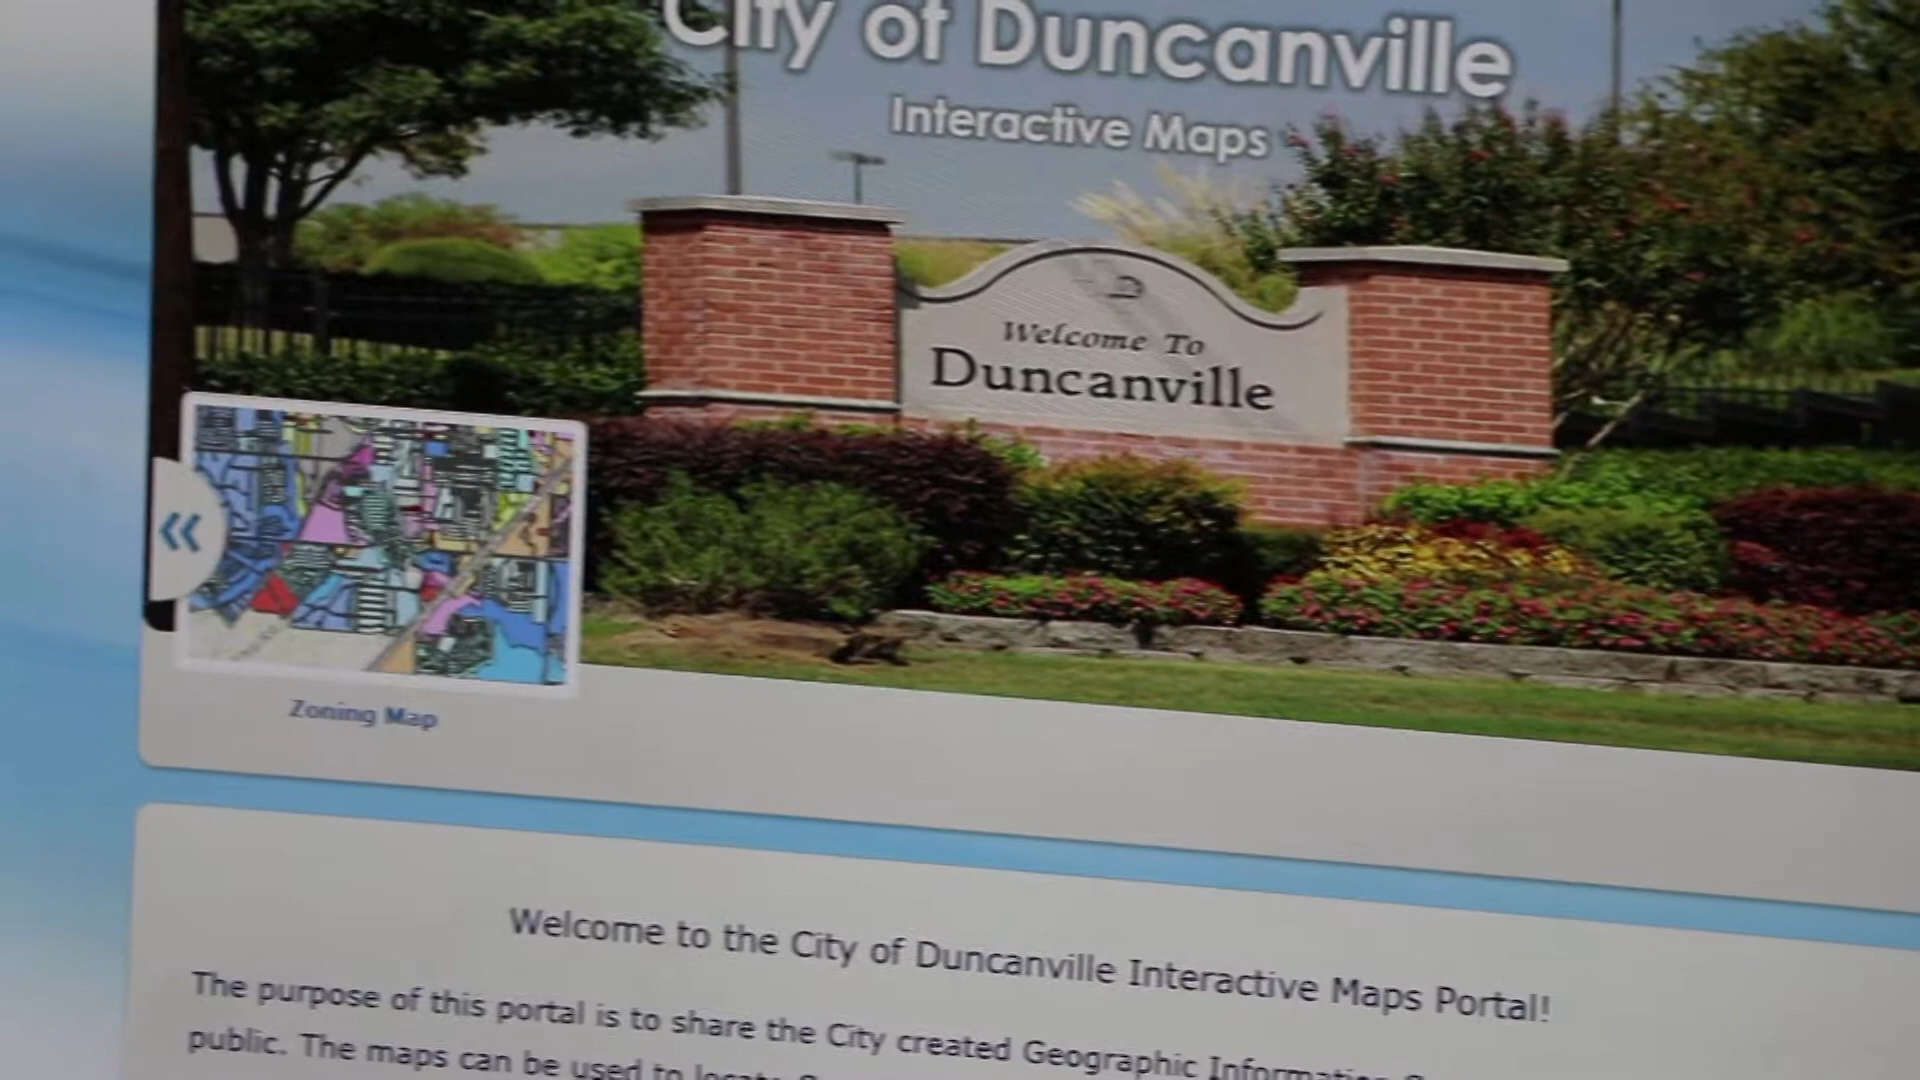 City of Duncanville
Interactive Maps
Welcome To
Duncanville
Zoning Map
Welcome to the City of Duncanville Interactive Maps Portal!
The purpose of this portal is to share the City created Geographic Information
public. The maps can be used to locate